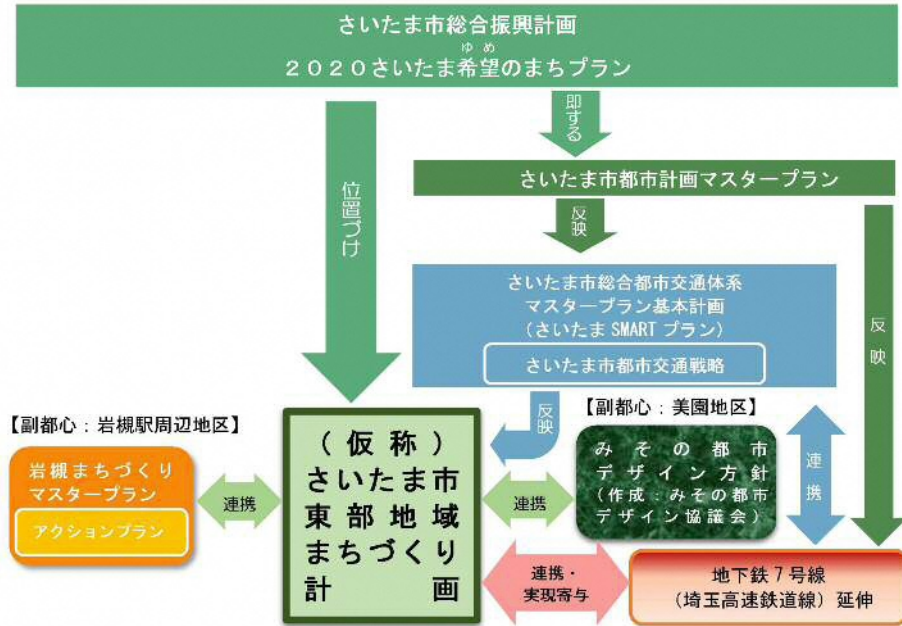 さいたま市総合振興計画
ゆめ
2020さいたま希望のまちプラン
即する
位置づけ
さいたま市都市計画マスタープラン
反映
さいたま市総合都市交通体系
マスタープラン基本計画
(さいたまSMARTプラン)
さいたま市都市交通戦略
反映
反映
【副都心:岩槻駅周辺地区】
【副都心:美園地区】
岩槻まちづくり
マスタープラン
アクションプラン
連携
(仮称)
さいたま市
東部地域
まちづくり
計画
連携
みその都市
デザイン方針
(作成:みその都市
デザイン協議会)
連携
連携・
実現寄与
地下鉄7号線
(埼玉高速鉄道線)延伸